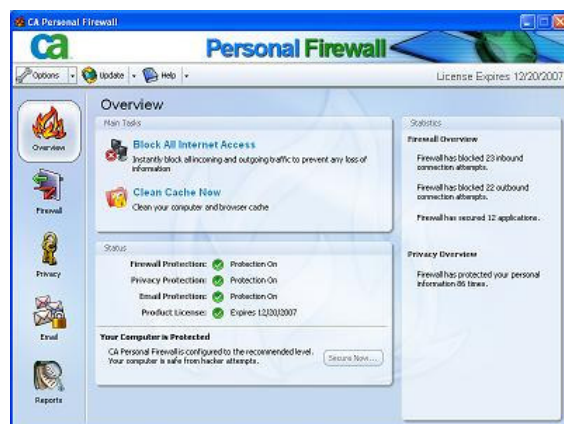 CA Personal Firewall
ca
Personal Firewall
Options
Update
Help
License Expires 12/20/2007
Overview
Firewall
Privacy
Email
Reports
Overview
Main Tasks
Block All Internet Access
Instantly block all incoming and outgoing traffic to prevent any loss of
information
Clean Cache Now
Clean your computer and browser cache
Status
Firewall Protection: Protection On
Privacy Protection: Protection On
Email Protection: Protection On
Product License: Expires 12/20/2007
Your Computer is Protected
CA Personal Firewall is configured to the recommended level.
Your computer is safe from hacker attempts.
Secure Now...
Statistics
Firewall Overview
Firewall has blocked 23 inbound
connection attempts.
Firewall has blocked 22 outbound
connection attempts.
Firewall has secured 12 applications.
Privacy Overview
Firewall has protected your personal
information 86 times.